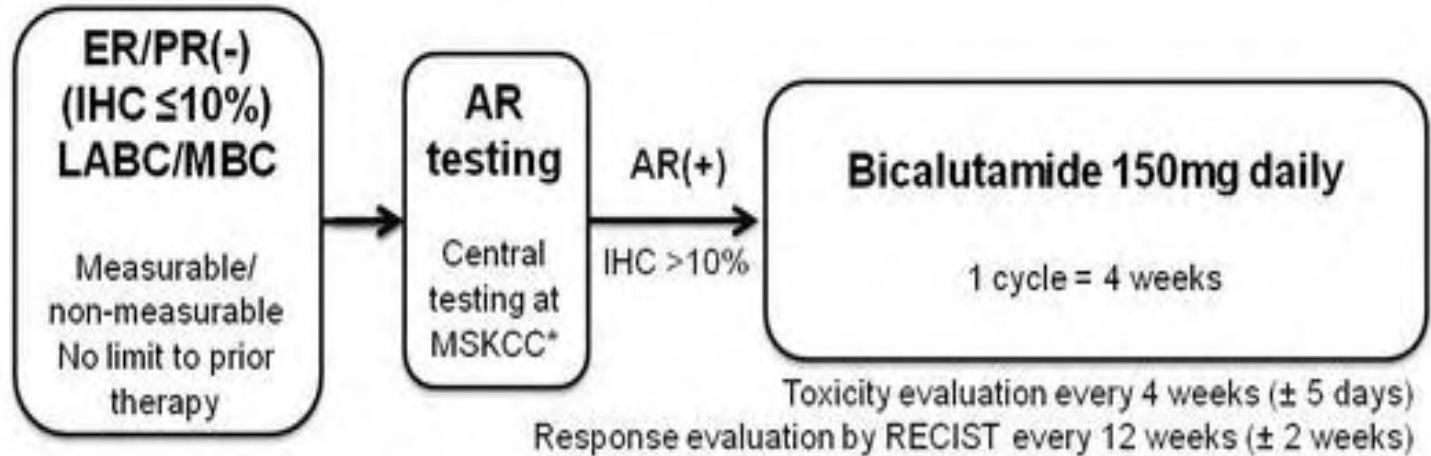 ER/PR(-)
(IHC ≤10%)
LABC/MBC
Measurable/
non-measurable
No limit to prior
therapy
AR
testing
Central
testing at
MSKCC*
AR(+)
IHC >10%
Bicalutamide 150mg daily
1 cycle = 4 weeks
Toxicity evaluation every 4 weeks (± 5 days)
Response evaluation by RECIST every 12 weeks (± 2 weeks)